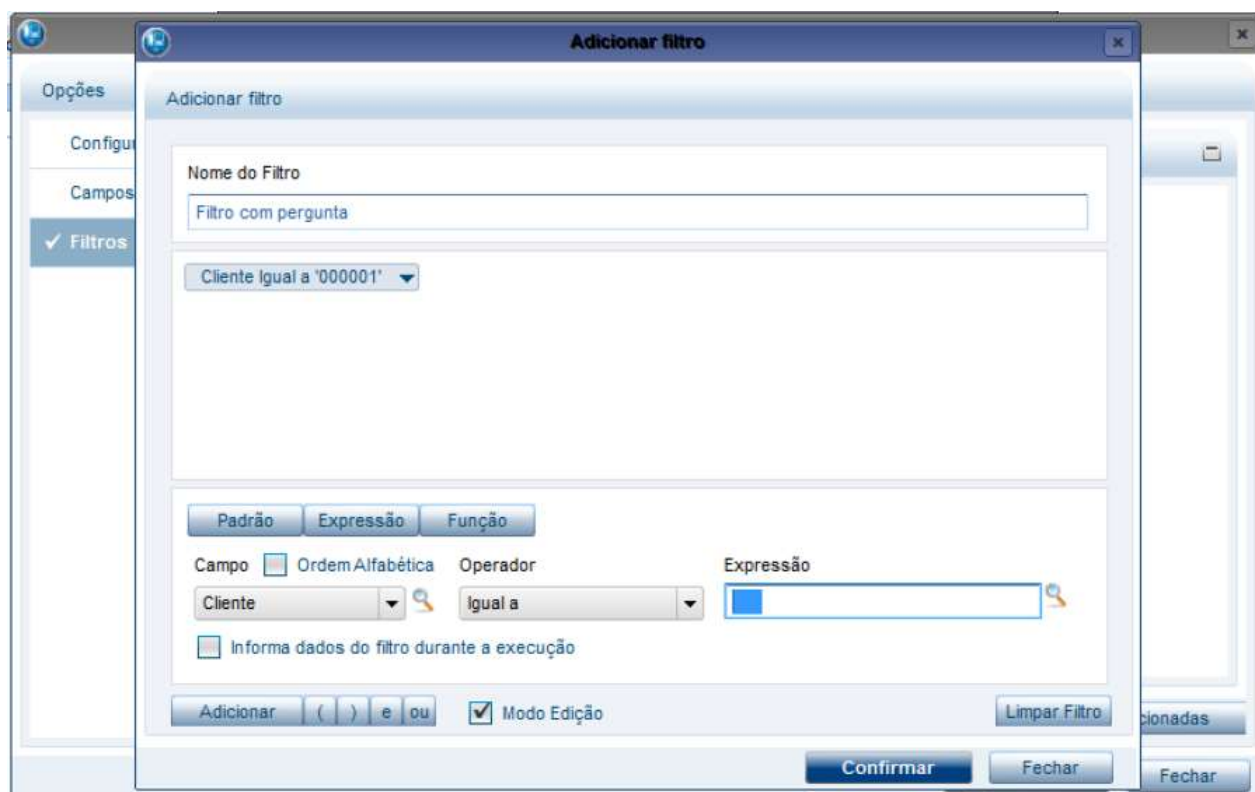 Adicionar filtro
Opções
Adicionar filtro
Nome do Filtro
Campos
Filtro com pergunta
Filtros
Cliente Igual a '000001'
Padrão Expressão Função
Campo Ordem Alfabética Operador Expressão
Cliente Igual a
Informa dados do filtro durante a execução
Adicionar ( ) e ou Modo Edição Limpar Filtro
Confirmar Fechar
Fechar